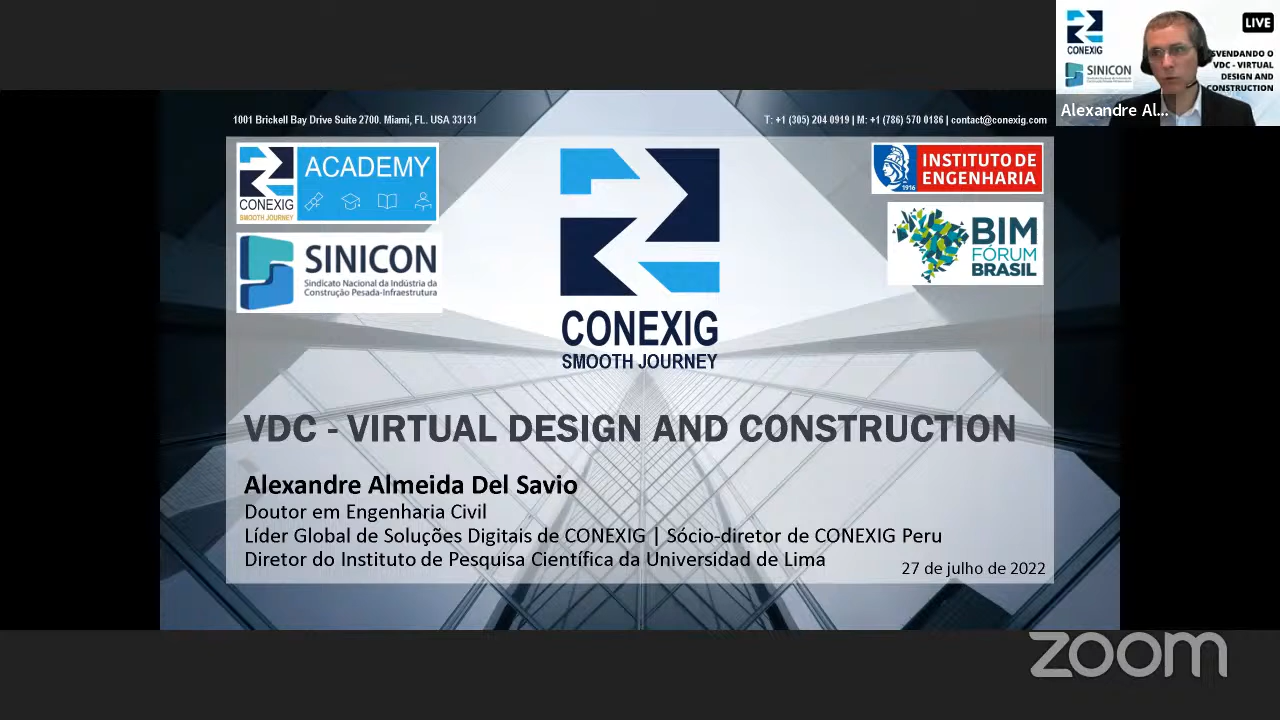 1001 Brickell Bay Drive Suite 2700. Miami, FL. USA 33131
T: +1 (305) 204 0919 | M: +1 (786) 570 0186 | contact@conexig.com
CONEXIG
SMOOTH JOURNEY
ACADEMY
SINICON
Sindicato Nacional da Indústria da
Construção Pesada-Infraestrutura
CONEXIG
SMOOTH JOURNEY
1916
INSTITUTO DE
ENGENHARIA
BIM
FÓRUM
BRASIL
VDC - VIRTUAL DESIGN AND CONSTRUCTION
Alexandre Almeida Del Savio
Doutor em Engenharia Civil
Líder Global de Soluções Digitais de CONEXIG | Sócio-diretor de CONEXIG Peru
Diretor do Instituto de Pesquisa Científica da Universidad de Lima
27 de julho de 2022
CONEXIG
SINICON
LIVE
SVENDANDO O
VDC - VIRTUAL
DESIGN AND
CONSTRUCTION
Alexandre Al...
zoom